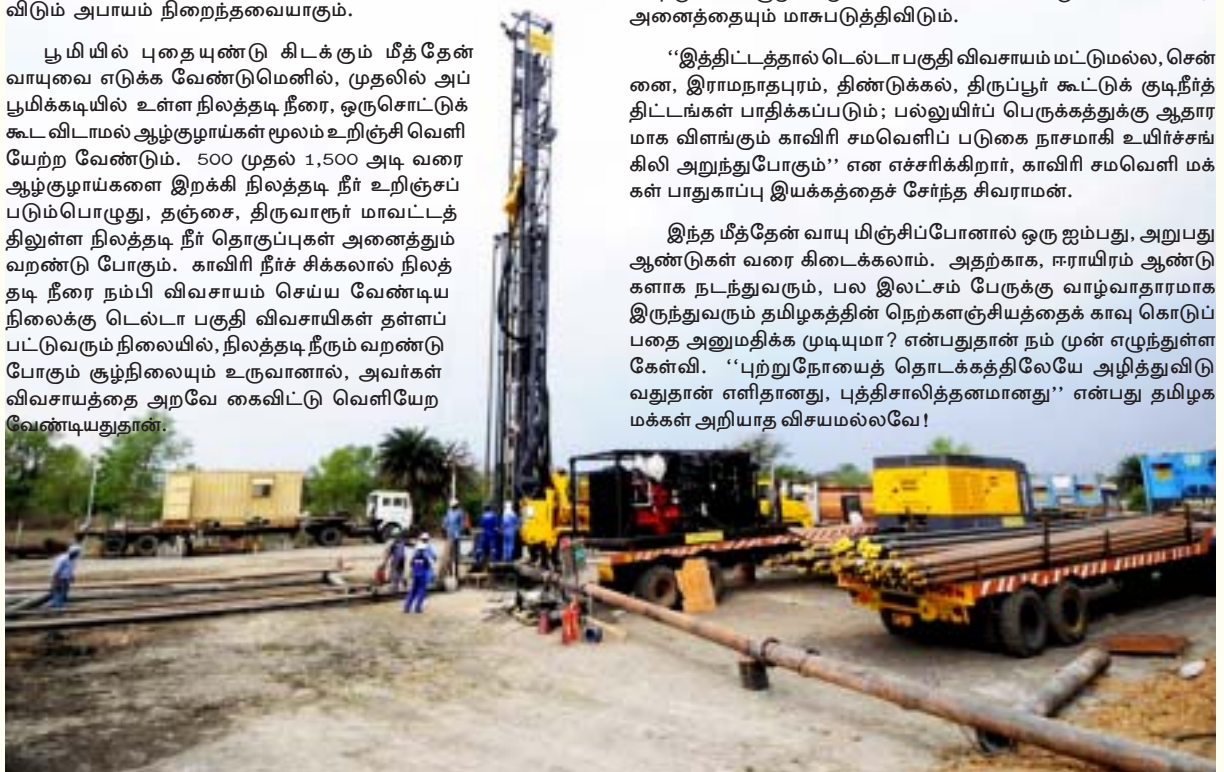 விடும் அபாயம் நிறைந்தவையாகும்.
பூமியில் புதையுண்டு கிடக்கும் மீத்தேன்
வாயுவை எடுக்க வேண்டுமெனில், முதலில் அப்
பூமிக்கடியில் உள்ள நிலத்தடி நீரை, ஒருசொட்டுக்
கூட விடாமல் ஆழ்குழாய்கள் மூலம் உறிஞ்சி வெளி
யேற்ற வேண்டும். 500 முதல் 1,500 அடி வரை
ஆழ்குழாய்களை இறக்கி நிலத்தடி நீர் உறிஞ்சப்
படும்பொழுது, தஞ்சை, திருவாரூர் மாவட்டத்
திலுள்ள நிலத்தடி நீர் தொகுப்புகள் அனைத்தும்
வறண்டு போகும். காவிரி நீர்ச் சிக்கலால் நிலத்
தடி நீரை நம்பி விவசாயம் செய்ய வேண்டிய
நிலைக்கு டெல்டா பகுதி விவசாயிகள் தள்ளப்
பட்டுவரும் நிலையில், நிலத்தடி நீரும் வறண்டு
போகும் சூழ்நிலையும் உருவானால், அவர்கள்
விவசாயத்தை அறவே கைவிட்டு வெளியேற
வேண்டியதுதான்.
அனைத்தையும் மாசுபடுத்திவிடும்.
‘‘இத்திட்டத்தால் டெல்டா பகுதி விவசாயம் மட்டுமல்ல, சென்
னை, இராமநாதபுரம், திண்டுக்கல், திருப்பூர் கூட்டுக் குடிநீர்த்
திட்டங்கள் பாதிக்கப்படும்; பல்லுயிர்ப் பெருக்கத்துக்கு ஆதார
மாக விளங்கும் காவிரி சமவெளிப் படுகை நாசமாகி உயிர்ச்சங்
கிலி அறுந்துபோகும்’’ என எச்சரிக்கிறார், காவிரி சமவெளி மக்
கள் பாதுகாப்பு இயக்கத்தைச் சேர்ந்த சிவராமன்.
இந்த மீத்தேன் வாயு மிஞ்சிப்போனால் ஒரு ஐம்பது, அறுபது
ஆண்டுகள் வரை கிடைக்கலாம். அதற்காக, ஈராயிரம் ஆண்டு
களாக நடந்துவரும், பல இலட்சம் பேருக்கு வாழ்வாதாரமாக
இருந்துவரும் தமிழகத்தின் நெற்களஞ்சியத்தைக் காவு கொடுப்
பதை அனுமதிக்க முடியுமா? என்பதுதான் நம் முன் எழுந்துள்ள
கேள்வி. ‘‘புற்றுநோயைத் தொடக்கத்திலேயே அழித்துவிடு
வதுதான் எளிதானது, புத்திசாலித்தனமானது’’ என்பது தமிழக
மக்கள் அறியாத விசயமல்லவே!